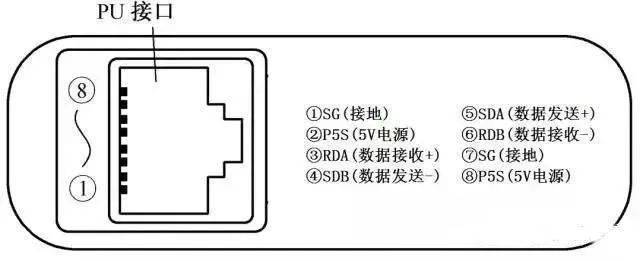 PU 接口
⑧
①
①SG(接地)
②P5S(5V电源)
③RDA(数据接收+)
④SDB(数据发送-)
⑤SDA(数据发送+)
⑥RDB(数据接收-)
⑦SG(接地)
⑧P5S(5V电源)